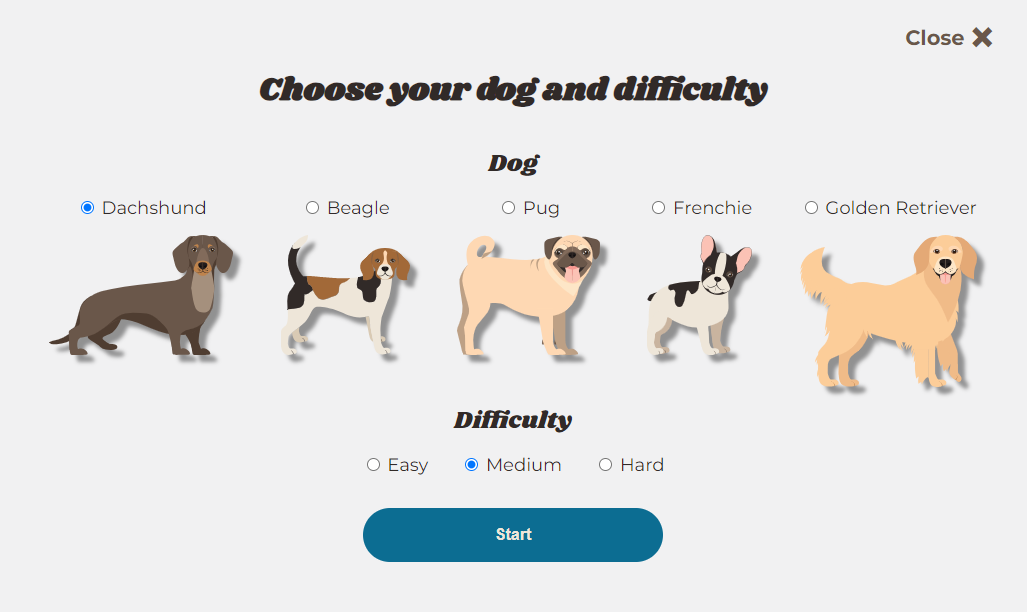 Close ✖
Choose your dog and difficulty
Dog
Dachshund Beagle Pug Frenchie Golden Retriever
Difficulty
Easy Medium Hard
Start